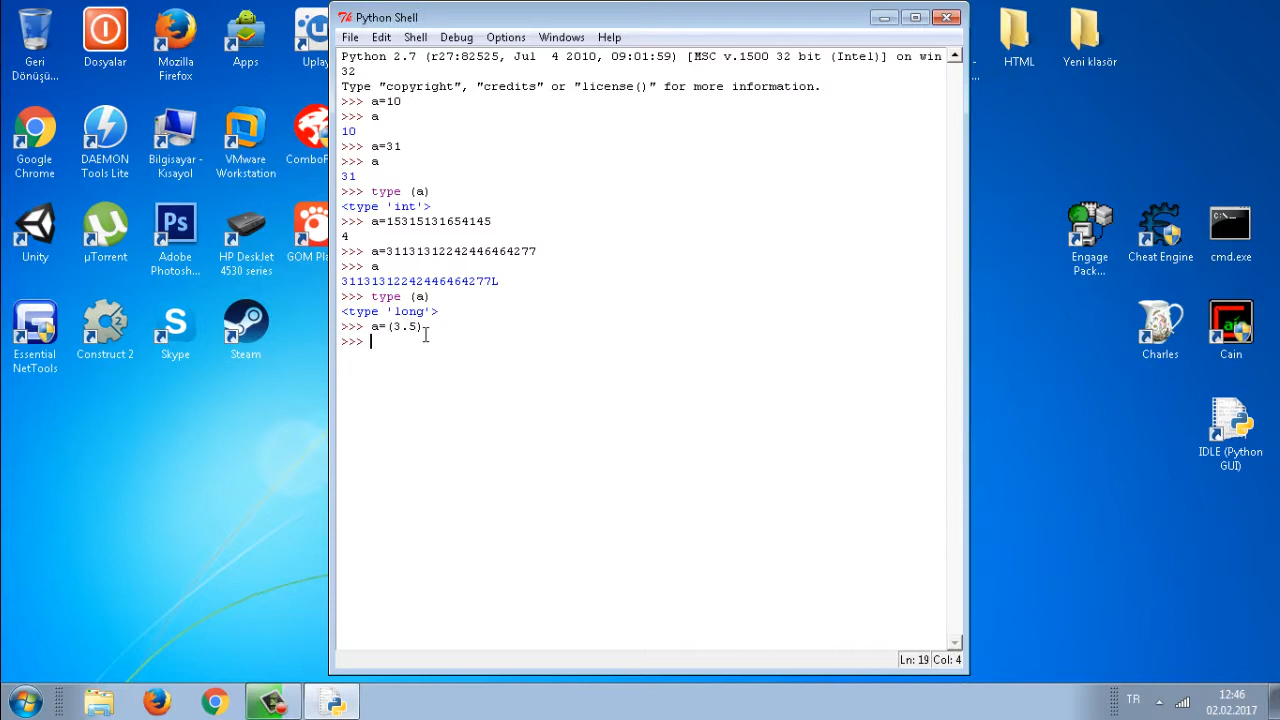 Python Shell
File Edit Shell Debug Options Windows Help
Python 2.7 (r27:82525, Jul 4 2010, 09:01:59) [MSC v.1500 32 bit (Intel)] on win
32
Type "copyright", "credits" or "license()" for more information.
>>> a=10
>>> a
10
>>> a=31
>>> a
31
>>> type (a)
<type 'int'>
>>> a=15315131654145
4
>>> a=31131312242446464277
>>> a
31131312242446464277L
>>> type (a)
<type 'long'>
>>> a=(3.5)
>>>
Ln: 19 Col: 4
Geri
Dönüşü...
Dosyalar
Mozilla
Firefox
Apps
Uplay
Google
Chrome
DAEMON
Tools Lite
Bilgisayar -
Kısayol
VMware
Workstation
ComboF
Unity
µTorrent
Ps
Adobe
Photosh...
HP DeskJet
4530 series
GOM Pla
Essential
NetTools
Construct 2
Skype
Steam
HTML
Yeni klasör
Engage
Pack...
Cheat Engine
C:\_
cmd.exe
Charles
Cain
IDLE (Python
GUI)
TR
12:46
02.02.2017